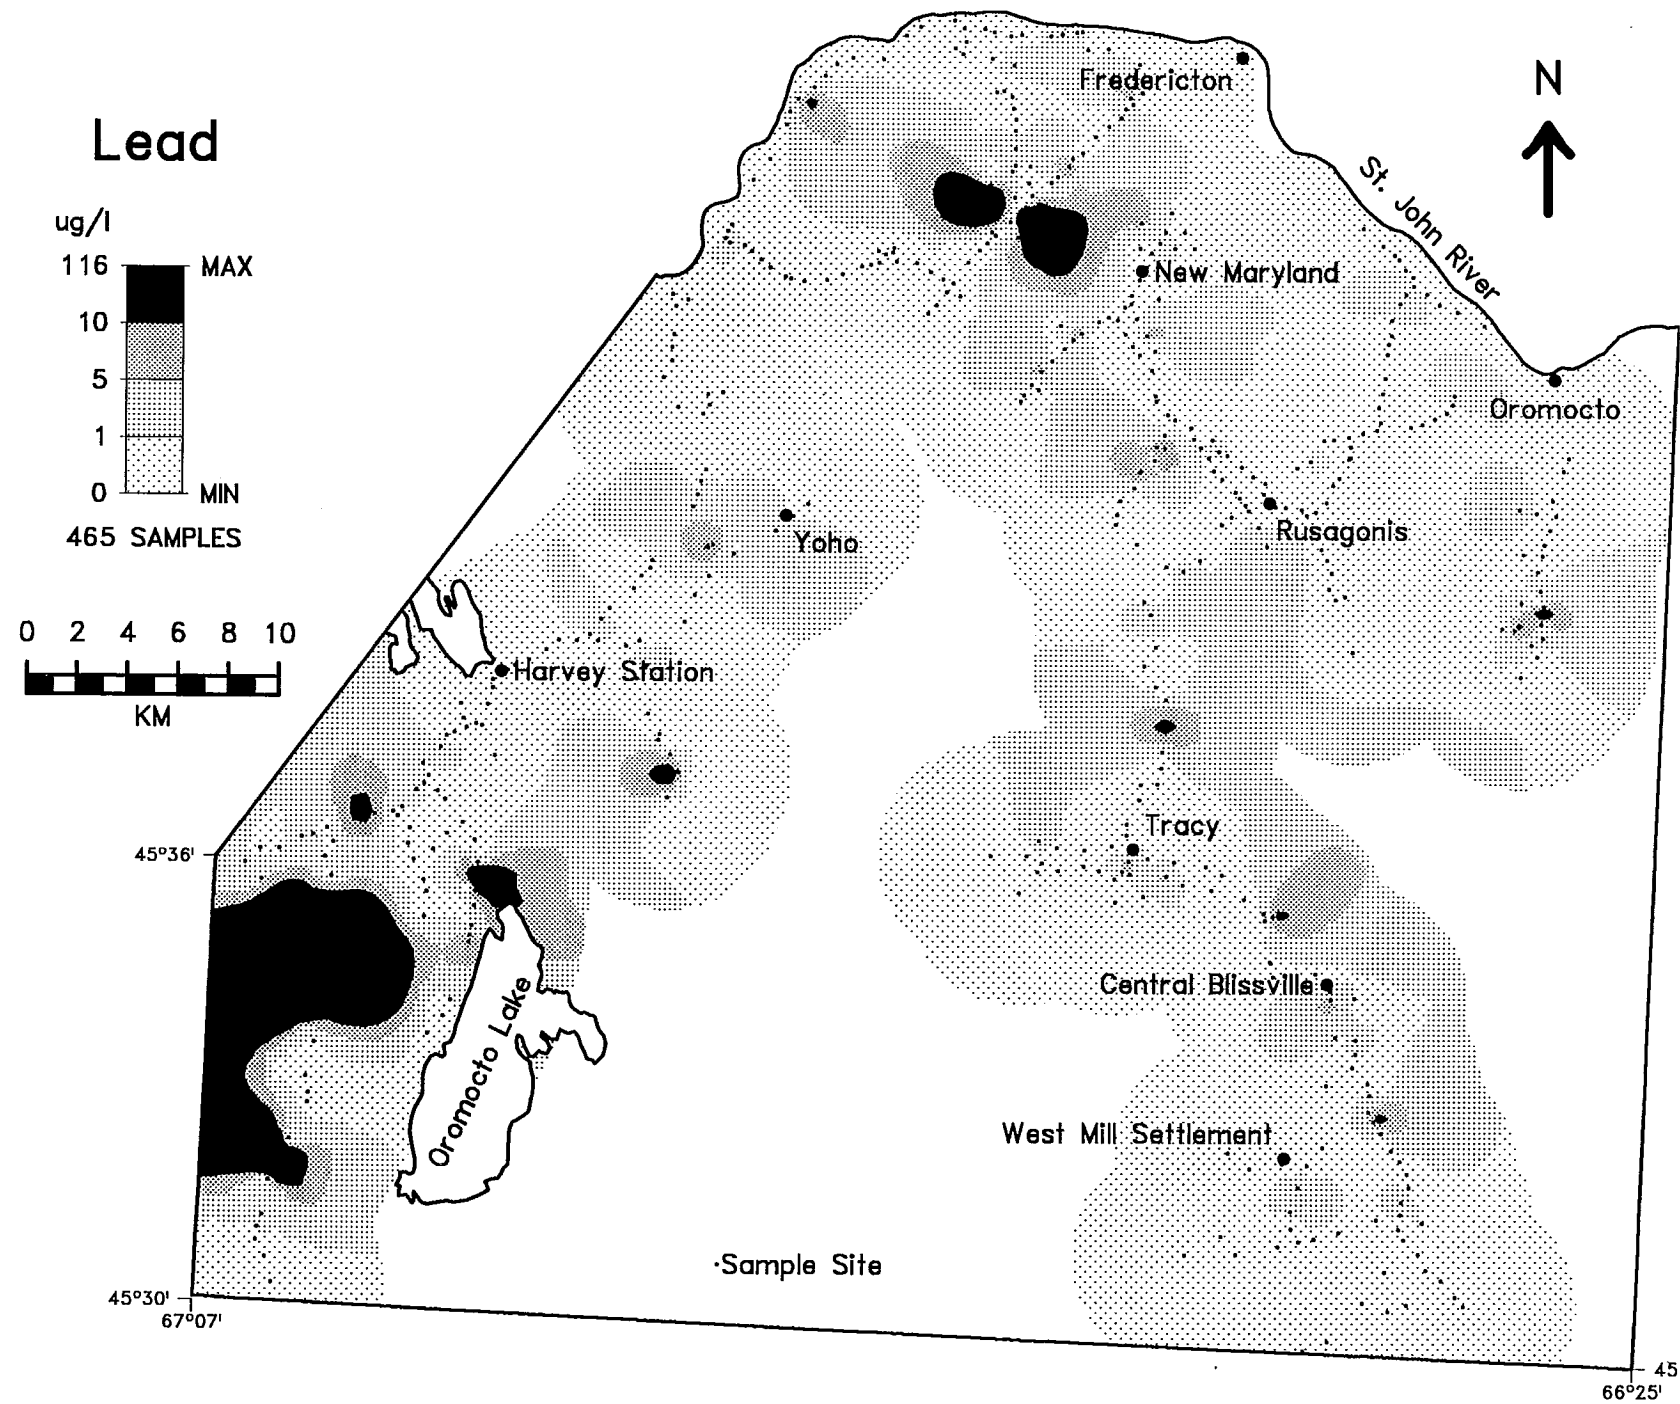 Lead
ug/l
116 MAX
10
5
1
0 MIN
465 SAMPLES
0 2 4 6 8 10
KM
N
Fredericton
St. John River
New Maryland
Oromocto
Rusagonis
Yoho
Harvey Station
Tracy
45°36'
Central Blissville
Oromocto Lake
West Mill Settlement
Sample Site
45°30'
67°07'
45
66°25'